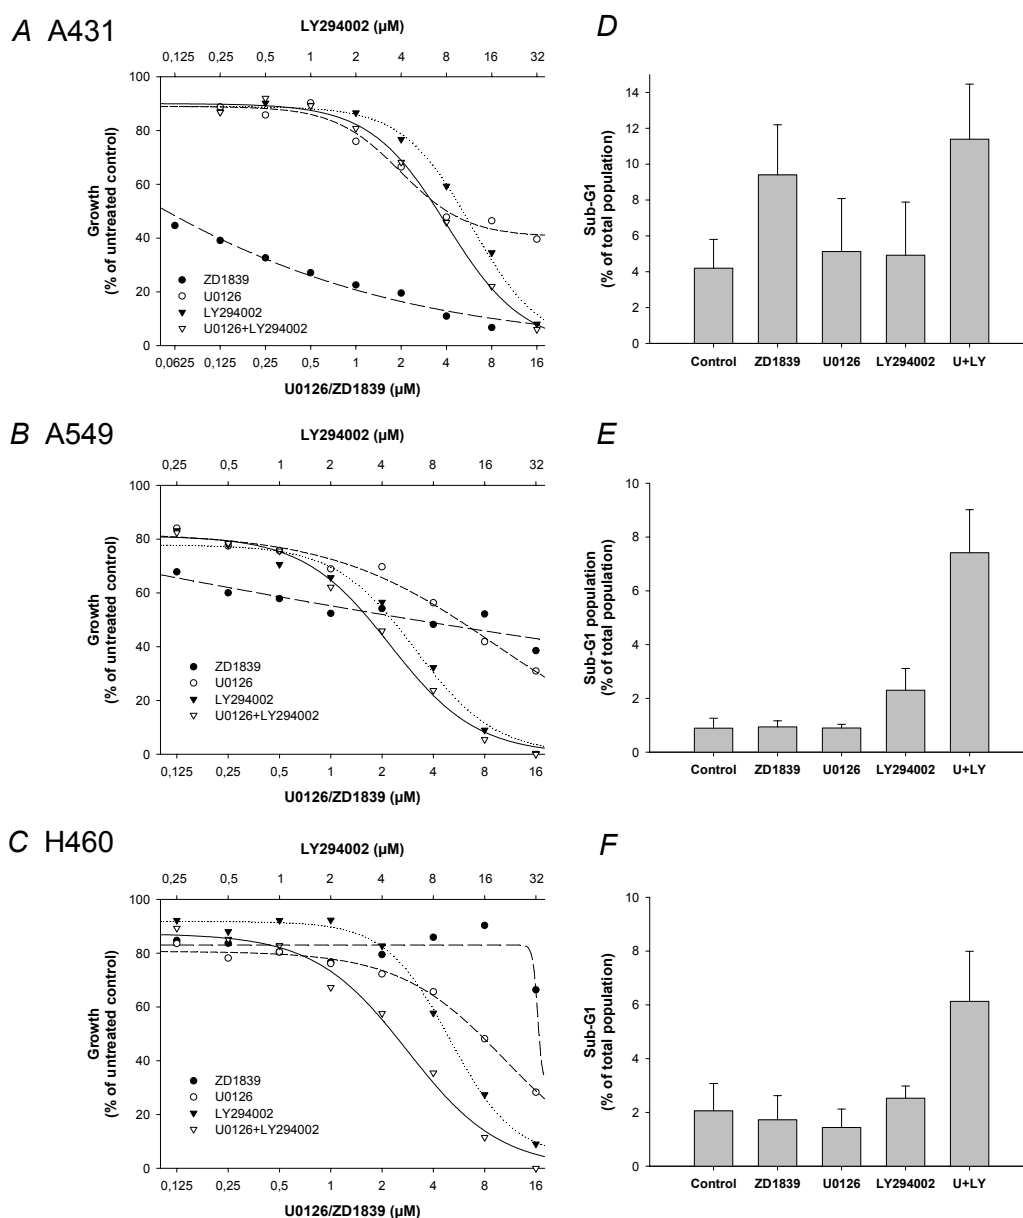 A A431
LY294002 (µM)
0,125 0,25 0,5 1 2 4 8 16 32
100
80
60
40
20
0
Growth
(% of untreated control)
ZD1839
U0126
LY294002
U0126+LY294002
0,0625 0,125 0,25 0,5 1 2 4 8 16
U0126/ZD1839 (µM)
D
14
12
10
8
6
4
2
0
Sub-G1
(% of total population)
Control ZD1839 U0126 LY294002 U+LY
B A549
LY294002 (µM)
0,25 0,5 1 2 4 8 16 32
100
80
60
40
20
0
Growth
(% of untreated control)
ZD1839
U0126
LY294002
U0126+LY294002
0,125 0,25 0,5 1 2 4 8 16
U0126/ZD1839 (µM)
E
10
8
6
4
2
0
Sub-G1 population
(% of total population)
Control ZD1839 U0126 LY294002 U+LY
C H460
LY294002 (µM)
0,25 0,5 1 2 4 8 16 32
100
80
60
40
20
0
Growth
(% of untreated control)
ZD1839
U0126
LY294002
U0126+LY294002
0,125 0,25 0,5 1 2 4 8 16
U0126/ZD1839 (µM)
F
10
8
6
4
2
0
Sub-G1
(% of total population)
Control ZD1839 U0126 LY294002 U+LY